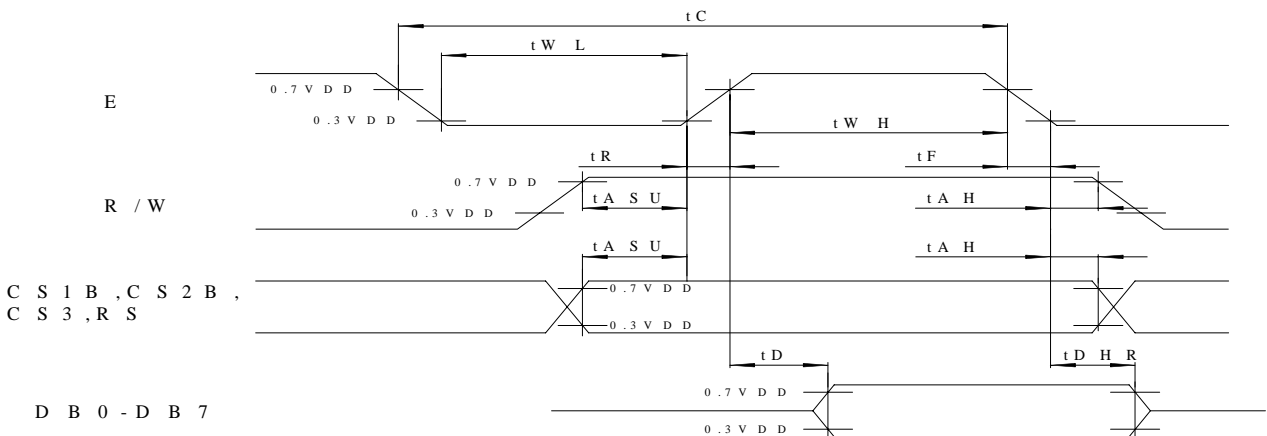 tC
tWL
0.7VDD
E
0.3VDD
tWH
tR
tF
0.7VDD
R/W
0.3VDD
tASU
tAH
tASU
tAH
CS1B,CS2B,
CS3,RS
0.7VDD
0.3VDD
tD
tDHR
0.7VDD
DB0-DB7
0.3VDD